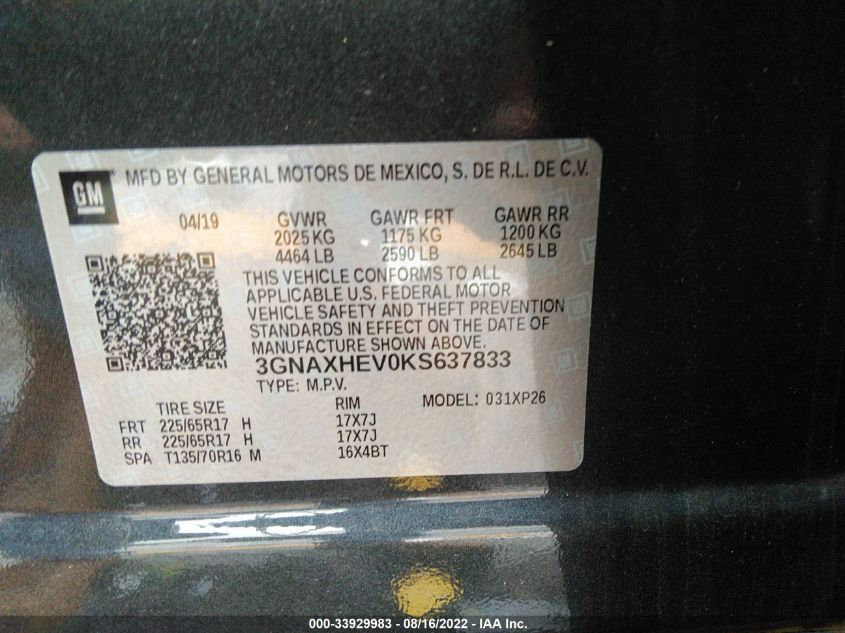 GM ® MFD BY GENERAL MOTORS DE MEXICO, S. DE R.L. DE C.V.
04/19 GVWR GAWR FRT GAWR RR
2025 KG 1175 KG 1200 KG
4464 LB 2590 LB 2645 LB
THIS VEHICLE CONFORMS TO ALL
APPLICABLE U.S. FEDERAL MOTOR
VEHICLE SAFETY AND THEFT PREVENTION
STANDARDS IN EFFECT ON THE DATE OF
MANUFACTURE SHOWN ABOVE.
3GNAXHEV0KS637833
TYPE: M.P.V. MODEL: 031XP26
TIRE SIZE RIM
FRT 225/65R17 H 17X7J
RR 225/65R17 H 17X7J
SPA T135/70R16 M 16X4BT
000-33929983 - 08/16/2022 - IAA Inc.